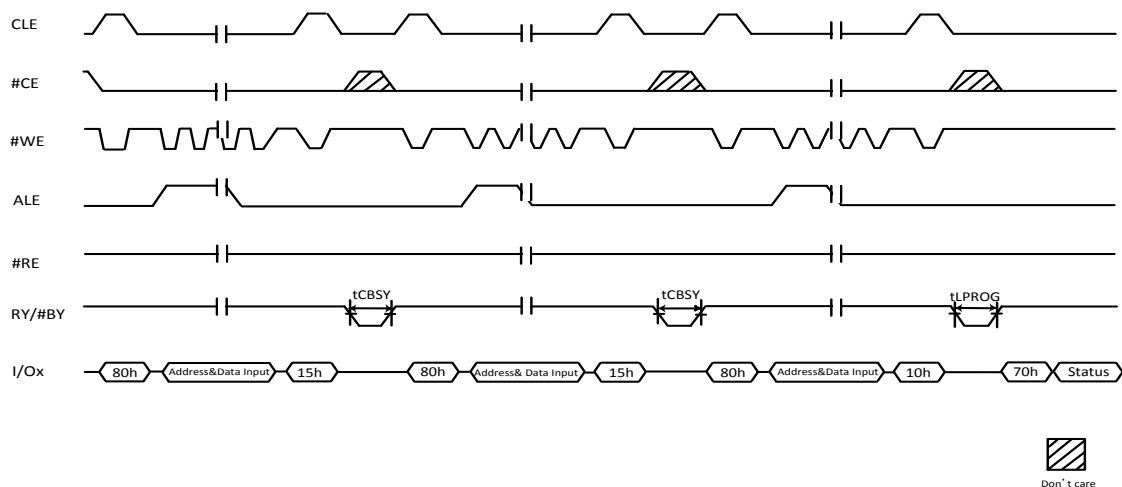 CLE
#CE
#WE
ALE
#RE
tCBSY tCBSY tLPROG
RY/#BY
I/Ox 80h Address&Data Input 15h 80h Address& Data Input 15h 80h Address&Data Input 10h 70h Status
Don't care